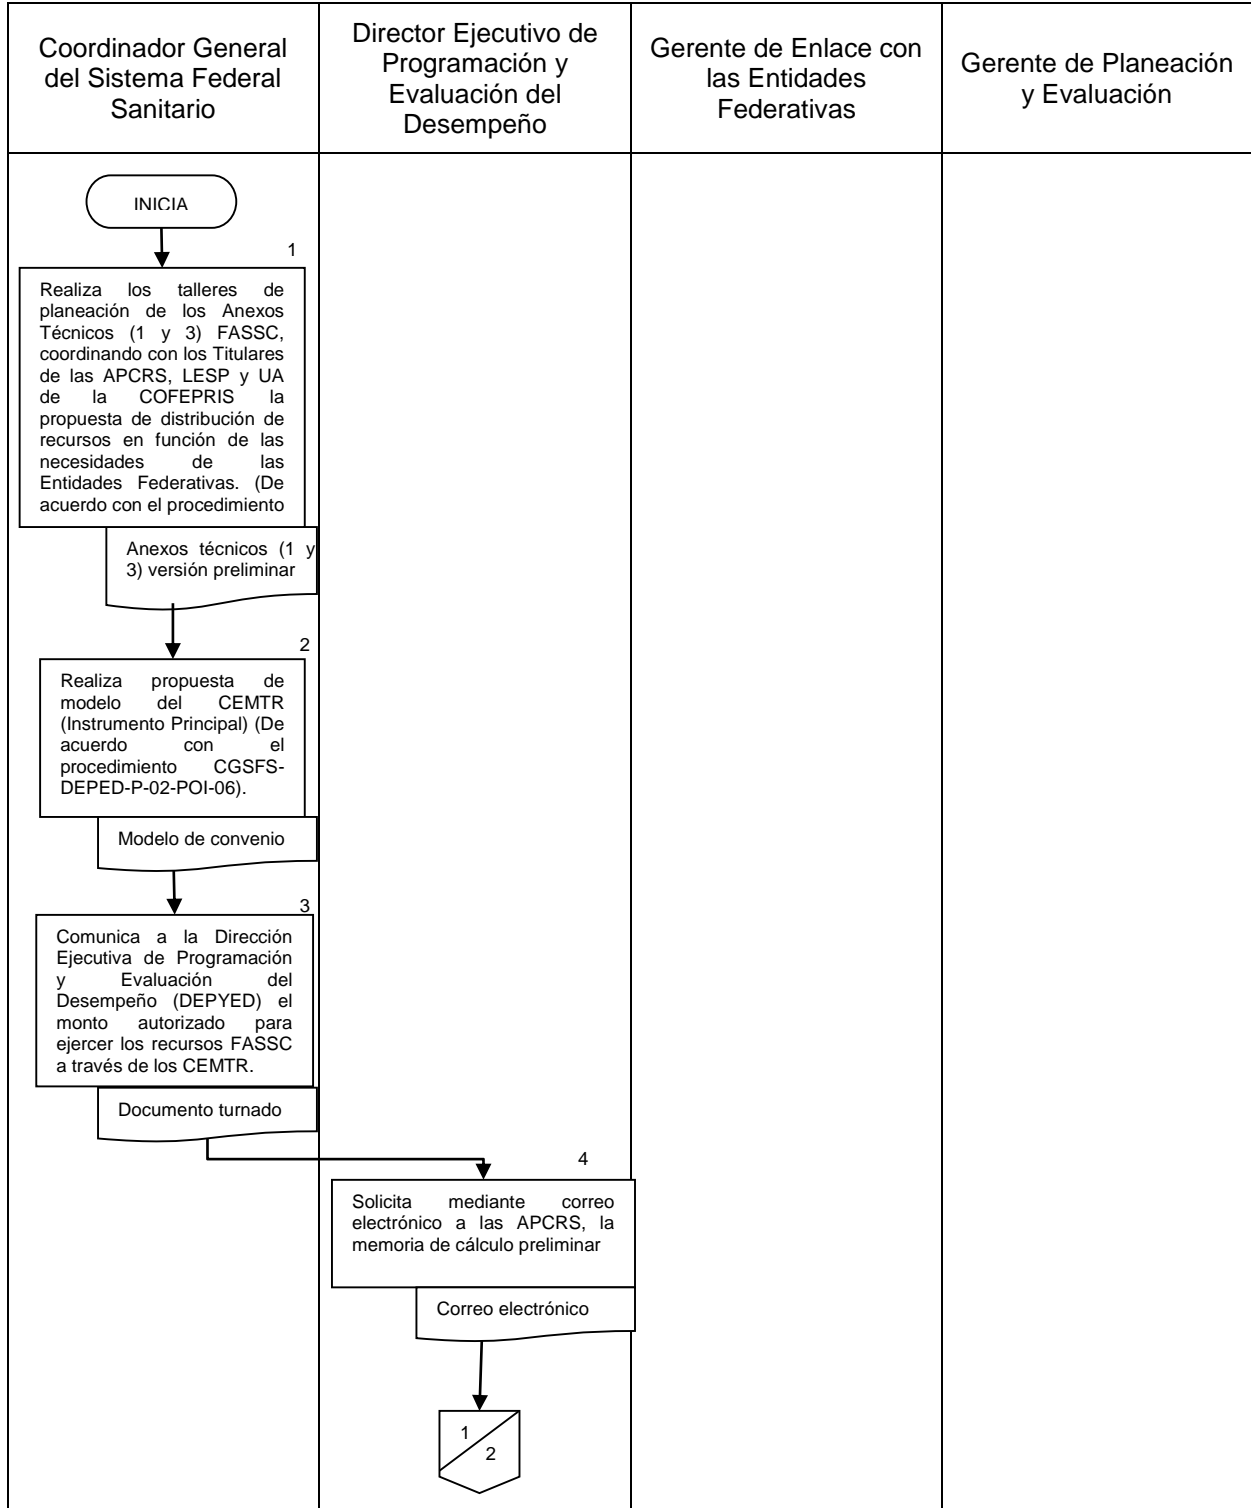 Coordinador General
del Sistema Federal
Sanitario
Director Ejecutivo de
Programación y
Evaluación del
Desempeño
Gerente de Enlace con
las Entidades
Federativas
Gerente de Planeación
y Evaluación
INICIA
1
Realiza los talleres de
planeación de los Anexos
Técnicos (1 y 3) FASSC,
coordinando con los Titulares
de las APCRS, LESP y UA
de la COFEPRIS la
propuesta de distribución de
recursos en función de las
necesidades de las
Entidades Federativas. (De
acuerdo con el procedimiento
Anexos técnicos (1 y
3) versión preliminar
2
Realiza propuesta de
modelo del CEMTR
(Instrumento Principal) (De
acuerdo con el
procedimiento CGSFS-
DEPED-P-02-POI-06).
Modelo de convenio
3
Comunica a la Dirección
Ejecutiva de Programación
y Evaluación del
Desempeño (DEPYED) el
monto autorizado para
ejercer los recursos FASSC
a través de los CEMTR.
Documento turnado
4
Solicita mediante correo
electrónico a las APCRS, la
memoria de cálculo preliminar
Correo electrónico
1
2